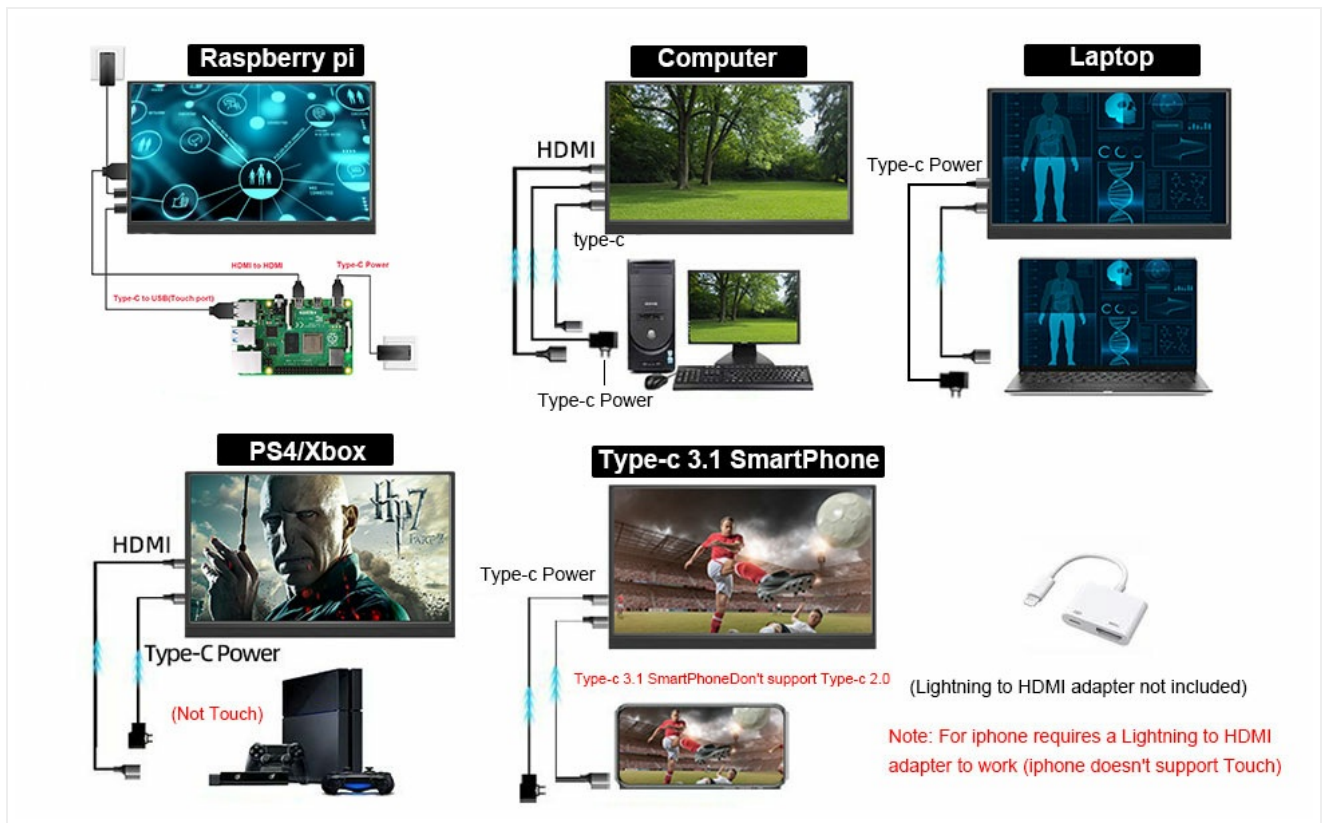 Raspberry pi
HDMI to HDMI
Type-C Power
Type-C to USB(Touch port)
Computer
HDMI
type-c
Type-c Power
Laptop
Type-c Power
PS4/Xbox
HDMI
Hp7
PART 2
Type-C Power
(Not Touch)
Type-c 3.1 SmartPhone
Type-c Power
Type-c 3.1 SmartPhoneDon't support Type-c 2.0
(Lightning to HDMI adapter not included)
Note: For iphone requires a Lightning to HDMI
adapter to work (iphone doesn't support Touch)